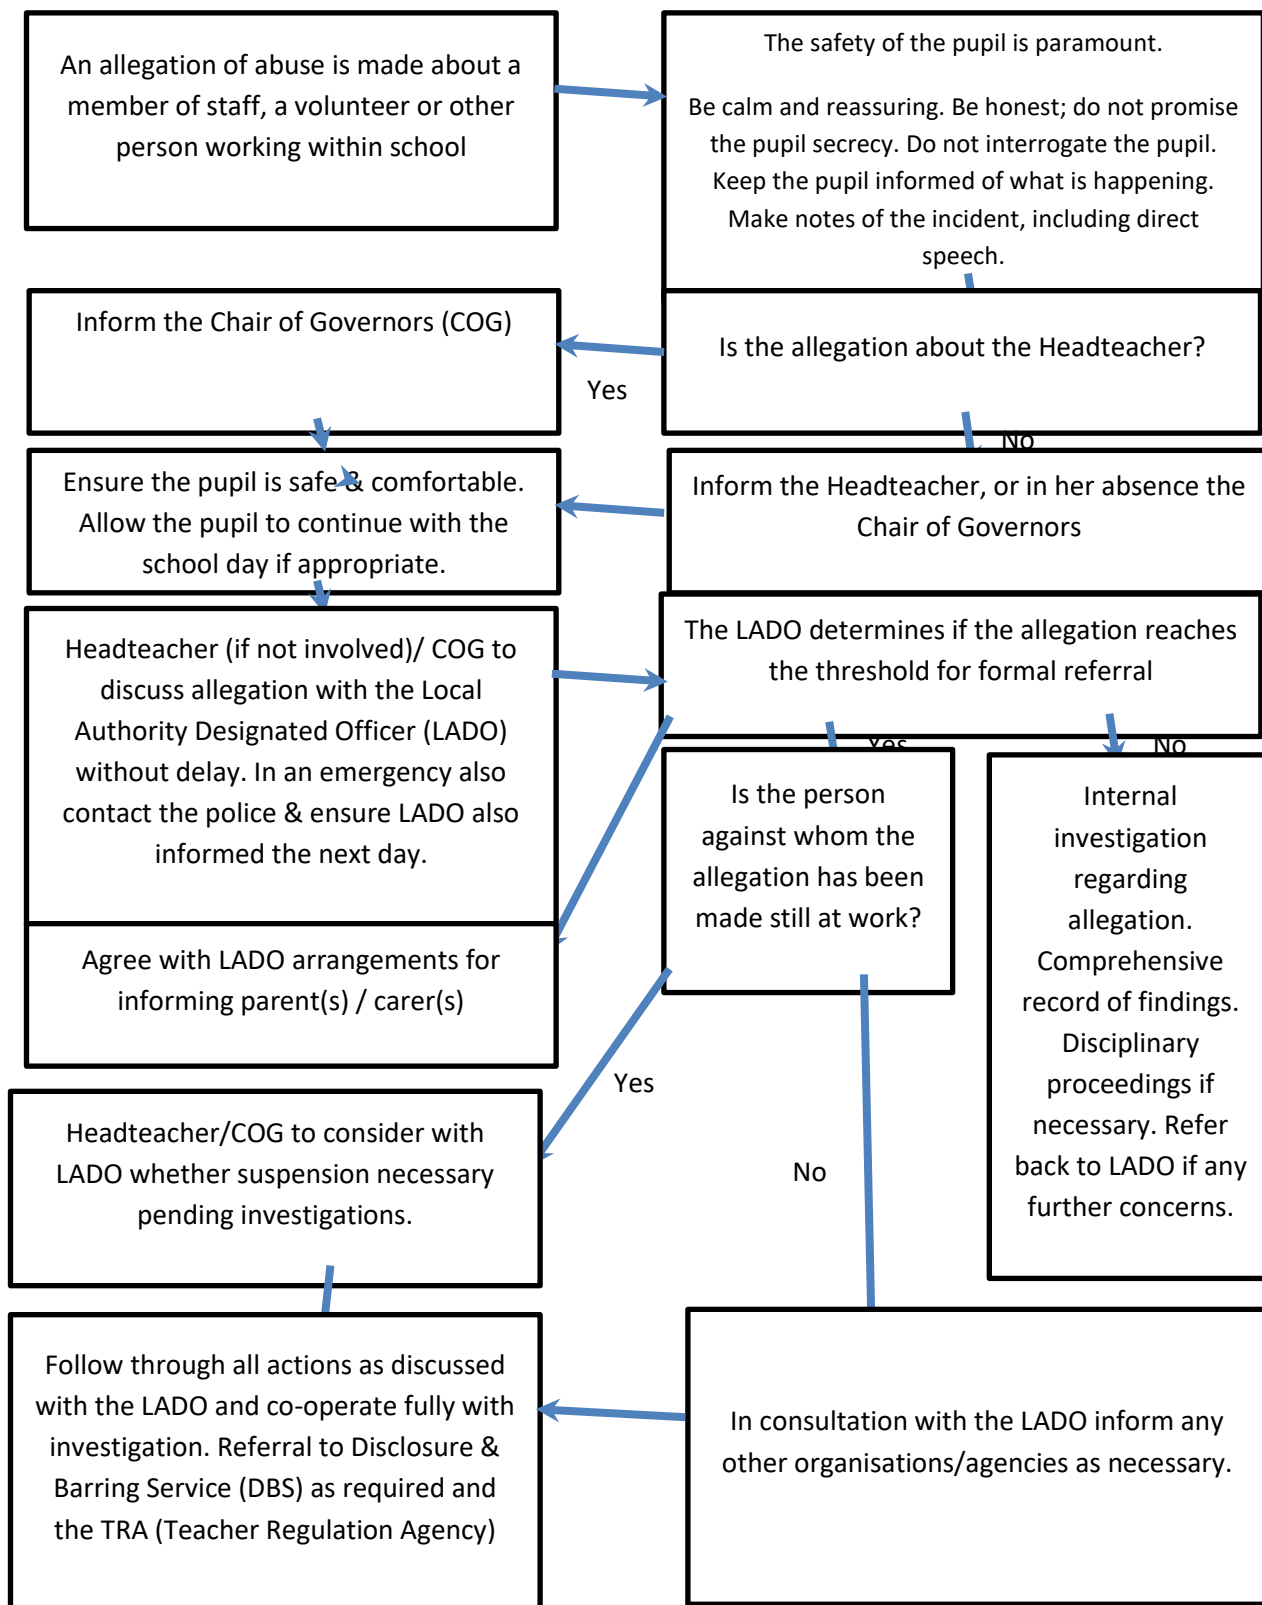 An allegation of abuse is made about a
member of staff, a volunteer or other
person working within school
The safety of the pupil is paramount.
Be calm and reassuring. Be honest; do not promise
the pupil secrecy. Do not interrogate the pupil.
Keep the pupil informed of what is happening.
Make notes of the incident, including direct
speech.
Is the allegation about the Headteacher?
Yes
Inform the Chair of Governors (COG)
No
Inform the Headteacher, or in her absence the
Chair of Governors
Ensure the pupil is safe & comfortable.
Allow the pupil to continue with the
school day if appropriate.
Headteacher (if not involved)/ COG to
discuss allegation with the Local
Authority Designated Officer (LADO)
without delay. In an emergency also
contact the police & ensure LADO also
informed the next day.
The LADO determines if the allegation reaches
the threshold for formal referral
Agree with LADO arrangements for
informing parent(s) / carer(s)
Yes
Is the person
against whom the
allegation has been
made still at work?
No
Internal
investigation
regarding
allegation.
Comprehensive
record of findings.
Disciplinary
proceedings if
necessary. Refer
back to LADO if any
further concerns.
Yes
Headteacher/COG to consider with
LADO whether suspension necessary
pending investigations.
No
In consultation with the LADO inform any
other organisations/agencies as necessary.
Follow through all actions as discussed
with the LADO and co-operate fully with
investigation. Referral to Disclosure &
Barring Service (DBS) as required and
the TRA (Teacher Regulation Agency)